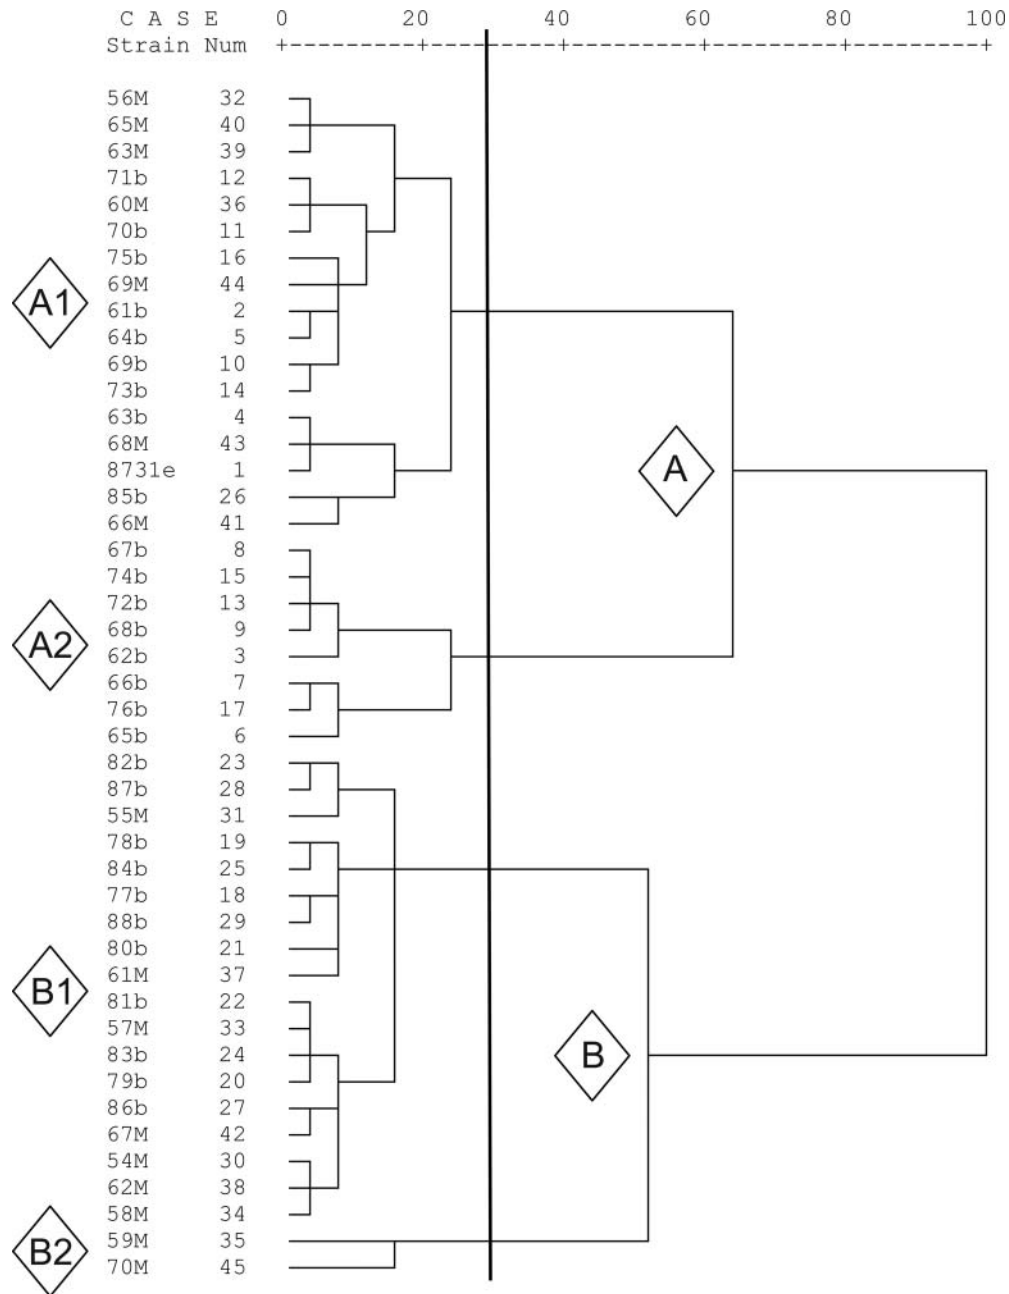 C A S E 0 20 40 60 80 100
Strain Num +---------+---------+---------+---------+---------+
56M 32
65M 40
63M 39
71b 12
60M 36
70b 11
75b 16
69M 44
A1
61b 2
64b 5
69b 10
73b 14
63b 4
68M 43
8731e 1
A
85b 26
66M 41
67b 8
74b 15
72b 13
68b 9
A2
62b 3
66b 7
76b 17
65b 6
82b 23
87b 28
55M 31
78b 19
84b 25
77b 18
88b 29
80b 21
61M 37
B1
81b 22
57M 33
83b 24
B
79b 20
86b 27
67M 42
54M 30
62M 38
58M 34
59M 35
B2
70M 45